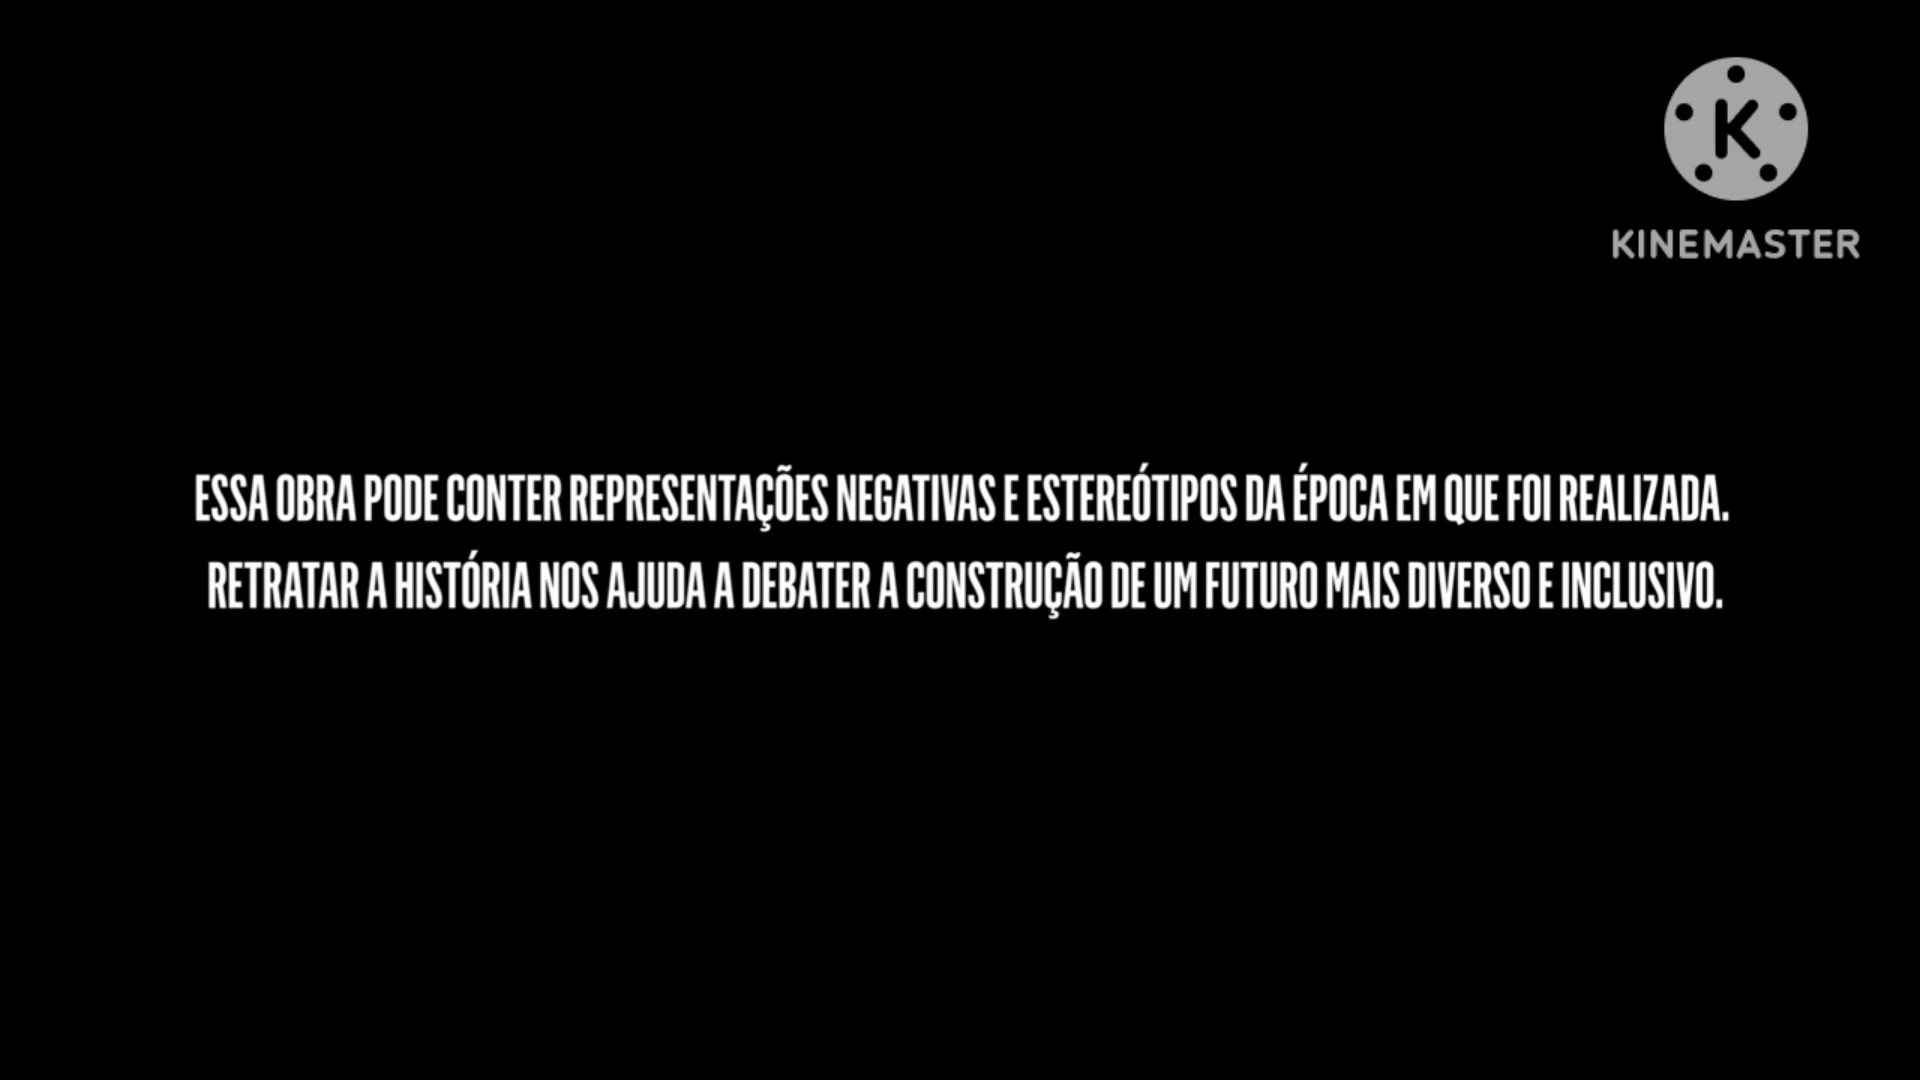 K
KINEMASTER
ESSA OBRA PODE CONTER REPRESENTAÇÕES NEGATIVAS E ESTEREÓTIPOS DA ÉPOCA EM QUE FOI REALIZADA.
RETRATAR A HISTÓRIA NOS AJUDA A DEBATER A CONSTRUÇÃO DE UM FUTURO MAIS DIVERSO E INCLUSIVO.